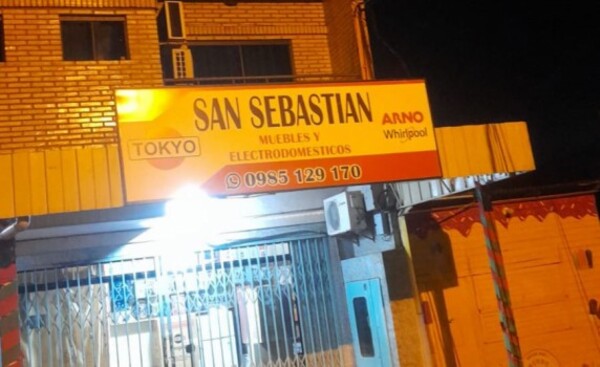 SAN SEBASTIAN
TOKYO
MUEBLES Y
ELECTRODOMESTICOS
ARNO
Whirlpool
0985 129 170